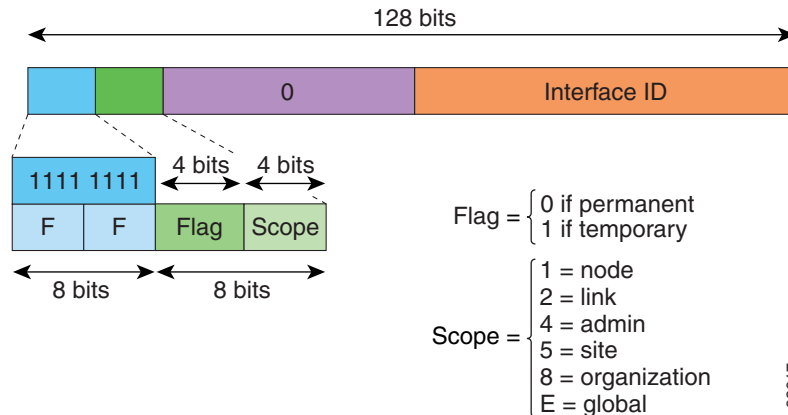 128 bits
0
Interface ID
4 bits
4 bits
1111 1111
F
F
Flag
Scope
8 bits
8 bits
Flag =
0 if permanent
1 if temporary
Scope =
1 = node
2 = link
4 = admin
5 = site
8 = organization
E = global